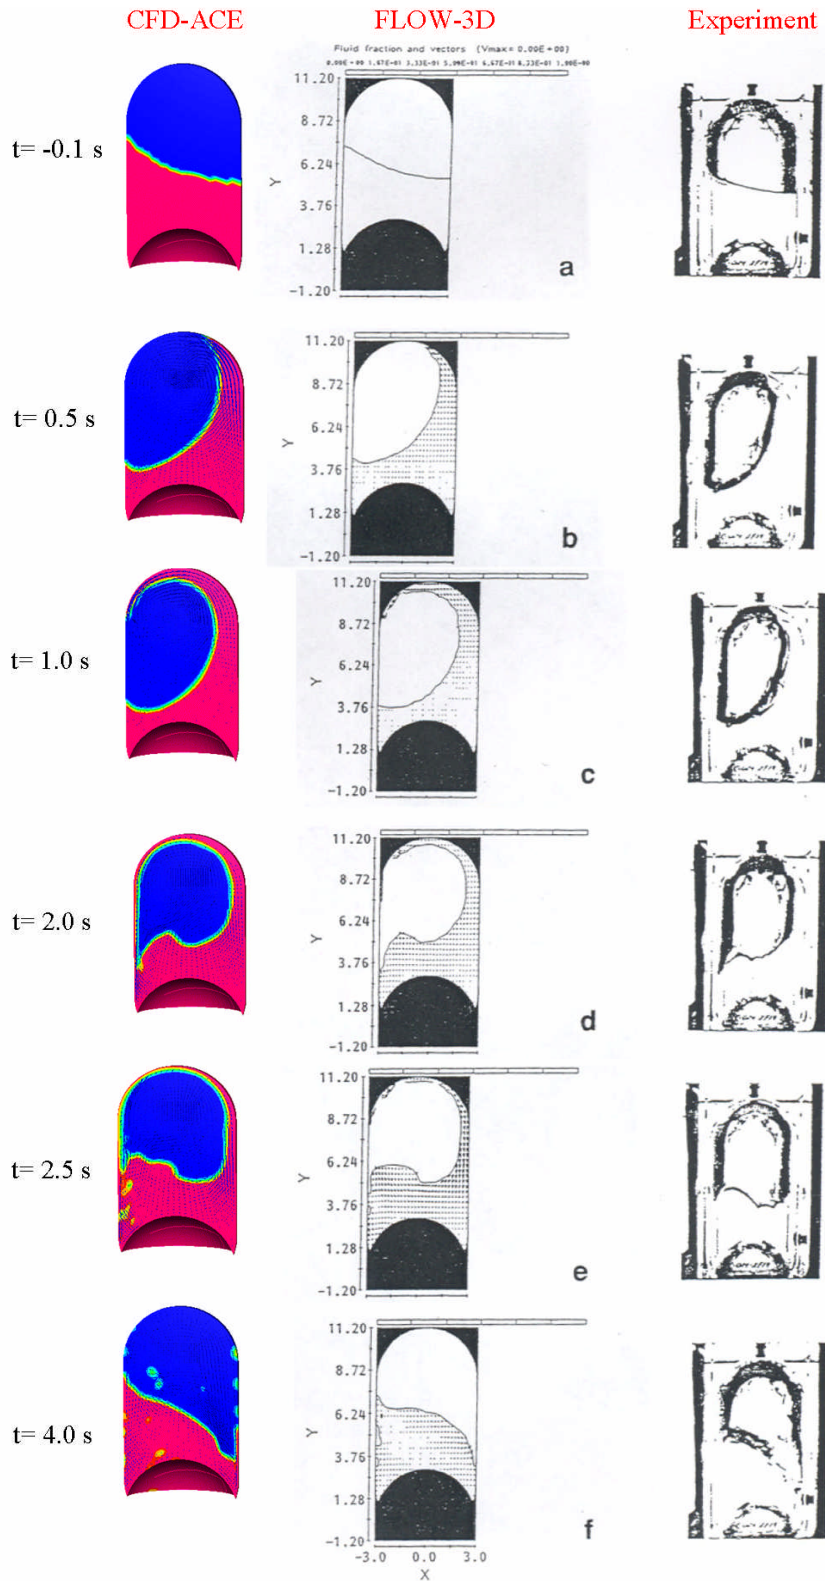 CFD-ACE FLOW-3D Experiment
Fluid fraction and vectors (Vmax= 0.00E+00)
t= -0.1 s
11.20
8.72
6.24
3.76
1.28
-1.20
Y
a
t= 0.5 s
11.20
8.72
6.24
3.76
1.28
-1.20
Y
b
t= 1.0 s
11.20
8.72
6.24
3.76
1.28
-1.20
Y
c
t= 2.0 s
11.20
8.72
6.24
3.76
1.28
-1.20
Y
d
t= 2.5 s
11.20
8.72
6.24
3.76
1.28
-1.20
Y
e
t= 4.0 s
11.20
8.72
6.24
3.76
1.28
-1.20
Y
f
-3.0 0.0 3.0
X